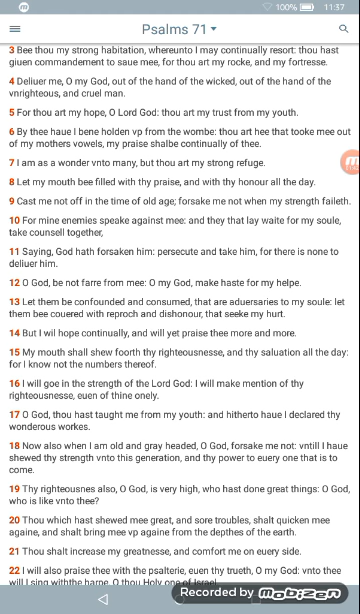 100% 11:37
Psalms 71
3 Bee thou my strong habitation, whereunto I may continually resort: thou hast
giuen commandement to saue mee, for thou art my rocke, and my fortresse.
4 Deliuer me, O my God, out of the hand of the wicked, out of the hand of the
vnrighteous, and cruel man.
5 For thou art my hope, O Lord God: thou art my trust from my youth.
6 By thee haue I bene holden vp from the wombe: thou art hee that tooke mee out
of my mothers vowels, my praise shalbe continually of thee.
7 I am as a wonder vnto many, but thou art my strong refuge.
8 Let my mouth bee filled with thy praise, and with thy honour all the day.
9 Cast me not off in the time of old age; forsake me not when my strength faileth.
10 For mine enemies speake against mee: and they that lay waite for my soule,
take counsell together,
11 Saying, God hath forsaken him: persecute and take him, for there is none to
deliuer him.
12 O God, be not farre from mee: O my God, make haste for my helpe.
13 Let them be confounded and consumed, that are aduersaries to my soule: let
them bee couered with reproch and dishonour, that seeke my hurt.
14 But I wil hope continually, and will yet praise thee more and more.
15 My mouth shall shew foorth thy righteousnesse, and thy saluation all the day:
for I know not the numbers thereof.
16 I will goe in the strength of the Lord God: I will make mention of thy
righteousnesse, euen of thine onely.
17 O God, thou hast taught me from my youth: and hitherto haue I declared thy
wonderous workes.
18 Now also when I am old and gray headed, O God, forsake me not: vntill I haue
shewed thy strength vnto this generation, and thy power to euery one that is to
come.
19 Thy righteousnes also, O God, is very high, who hast done great things: O God,
who is like vnto thee?
20 Thou which hast shewed mee great, and sore troubles, shalt quicken mee
againe, and shalt bring mee vp againe from the depthes of the earth.
21 Thou shalt increase my greatnesse, and comfort me on euery side.
22 I will also praise thee with the psalterie, euen thy trueth, O my God: vnto thee
will I sing withthe harpe, O thou Holy one of Israel.
Recorded by mobizen